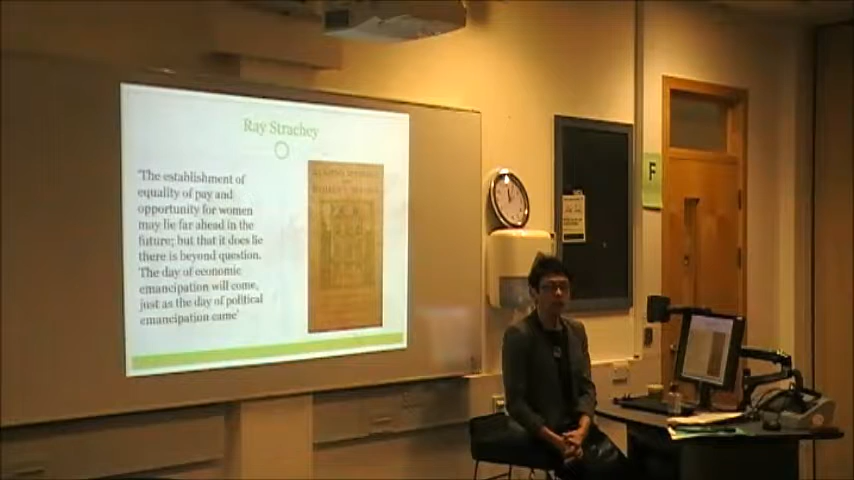 Ray Strachey
'The establishment of
equality of pay and
opportunity for women
may lie far ahead in the
future; but that it does lie
there is beyond question.
The day of economic
emancipation will come,
just as the day of political
emancipation came'
F